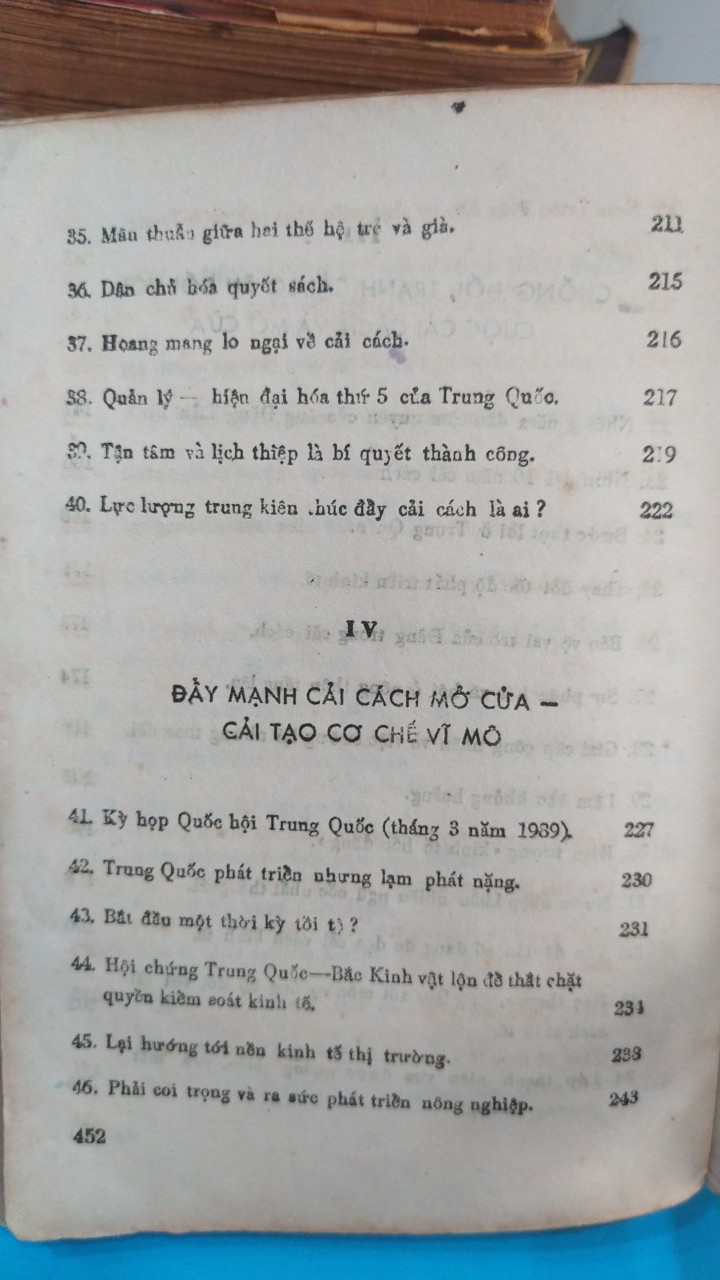 35. Mâu thuẫn giữa hai thế hệ trẻ và già. 211
36. Dân chủ hóa quyết sách. 215
37. Hoang mang lo ngại về cải cách. 216
38. Quản lý — hiện đại hóa thứ 5 của Trung Quốc. 217
39. Tận tâm và lịch thiệp là bí quyết thành công. 219
40. Lực lượng trung kiên thúc đẩy cải cách là ai ? 222
IV
ĐẨY MẠNH CẢI CÁCH MỞ CỬA —
CẢI TẠO CƠ CHẾ VĨ MÔ
41. Kỳ họp Quốc hội Trung Quốc (tháng 3 năm 1989). 227
42. Trung Quốc phát triển nhưng lạm phát nặng. 230
43. Bắt đầu một thời kỳ tồi tệ ? 231
44. Hội chứng Trung Quốc—Bắc Kinh vật lộn để thắt chặt
quyền kiểm soát kinh tế. 234
45. Lại hướng tới nền kinh tế thị trường.
46. Phải coi trọng và ra sức phát triển nông nghiệp. 243
452